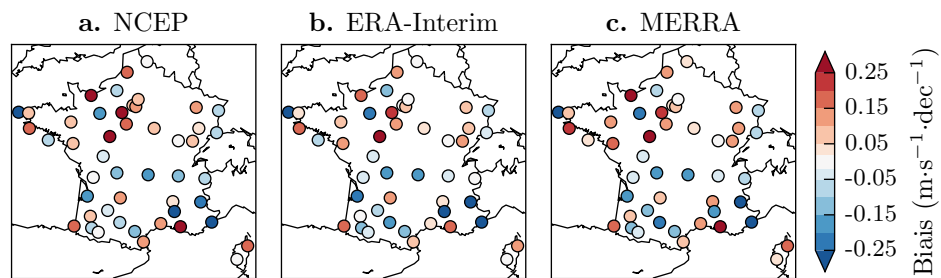 a. NCEP
b. ERA-Interim
c. MERRA
0.25
0.15
0.05
-0.05
-0.15
-0.25
Biais (m·s⁻¹·dec⁻¹)